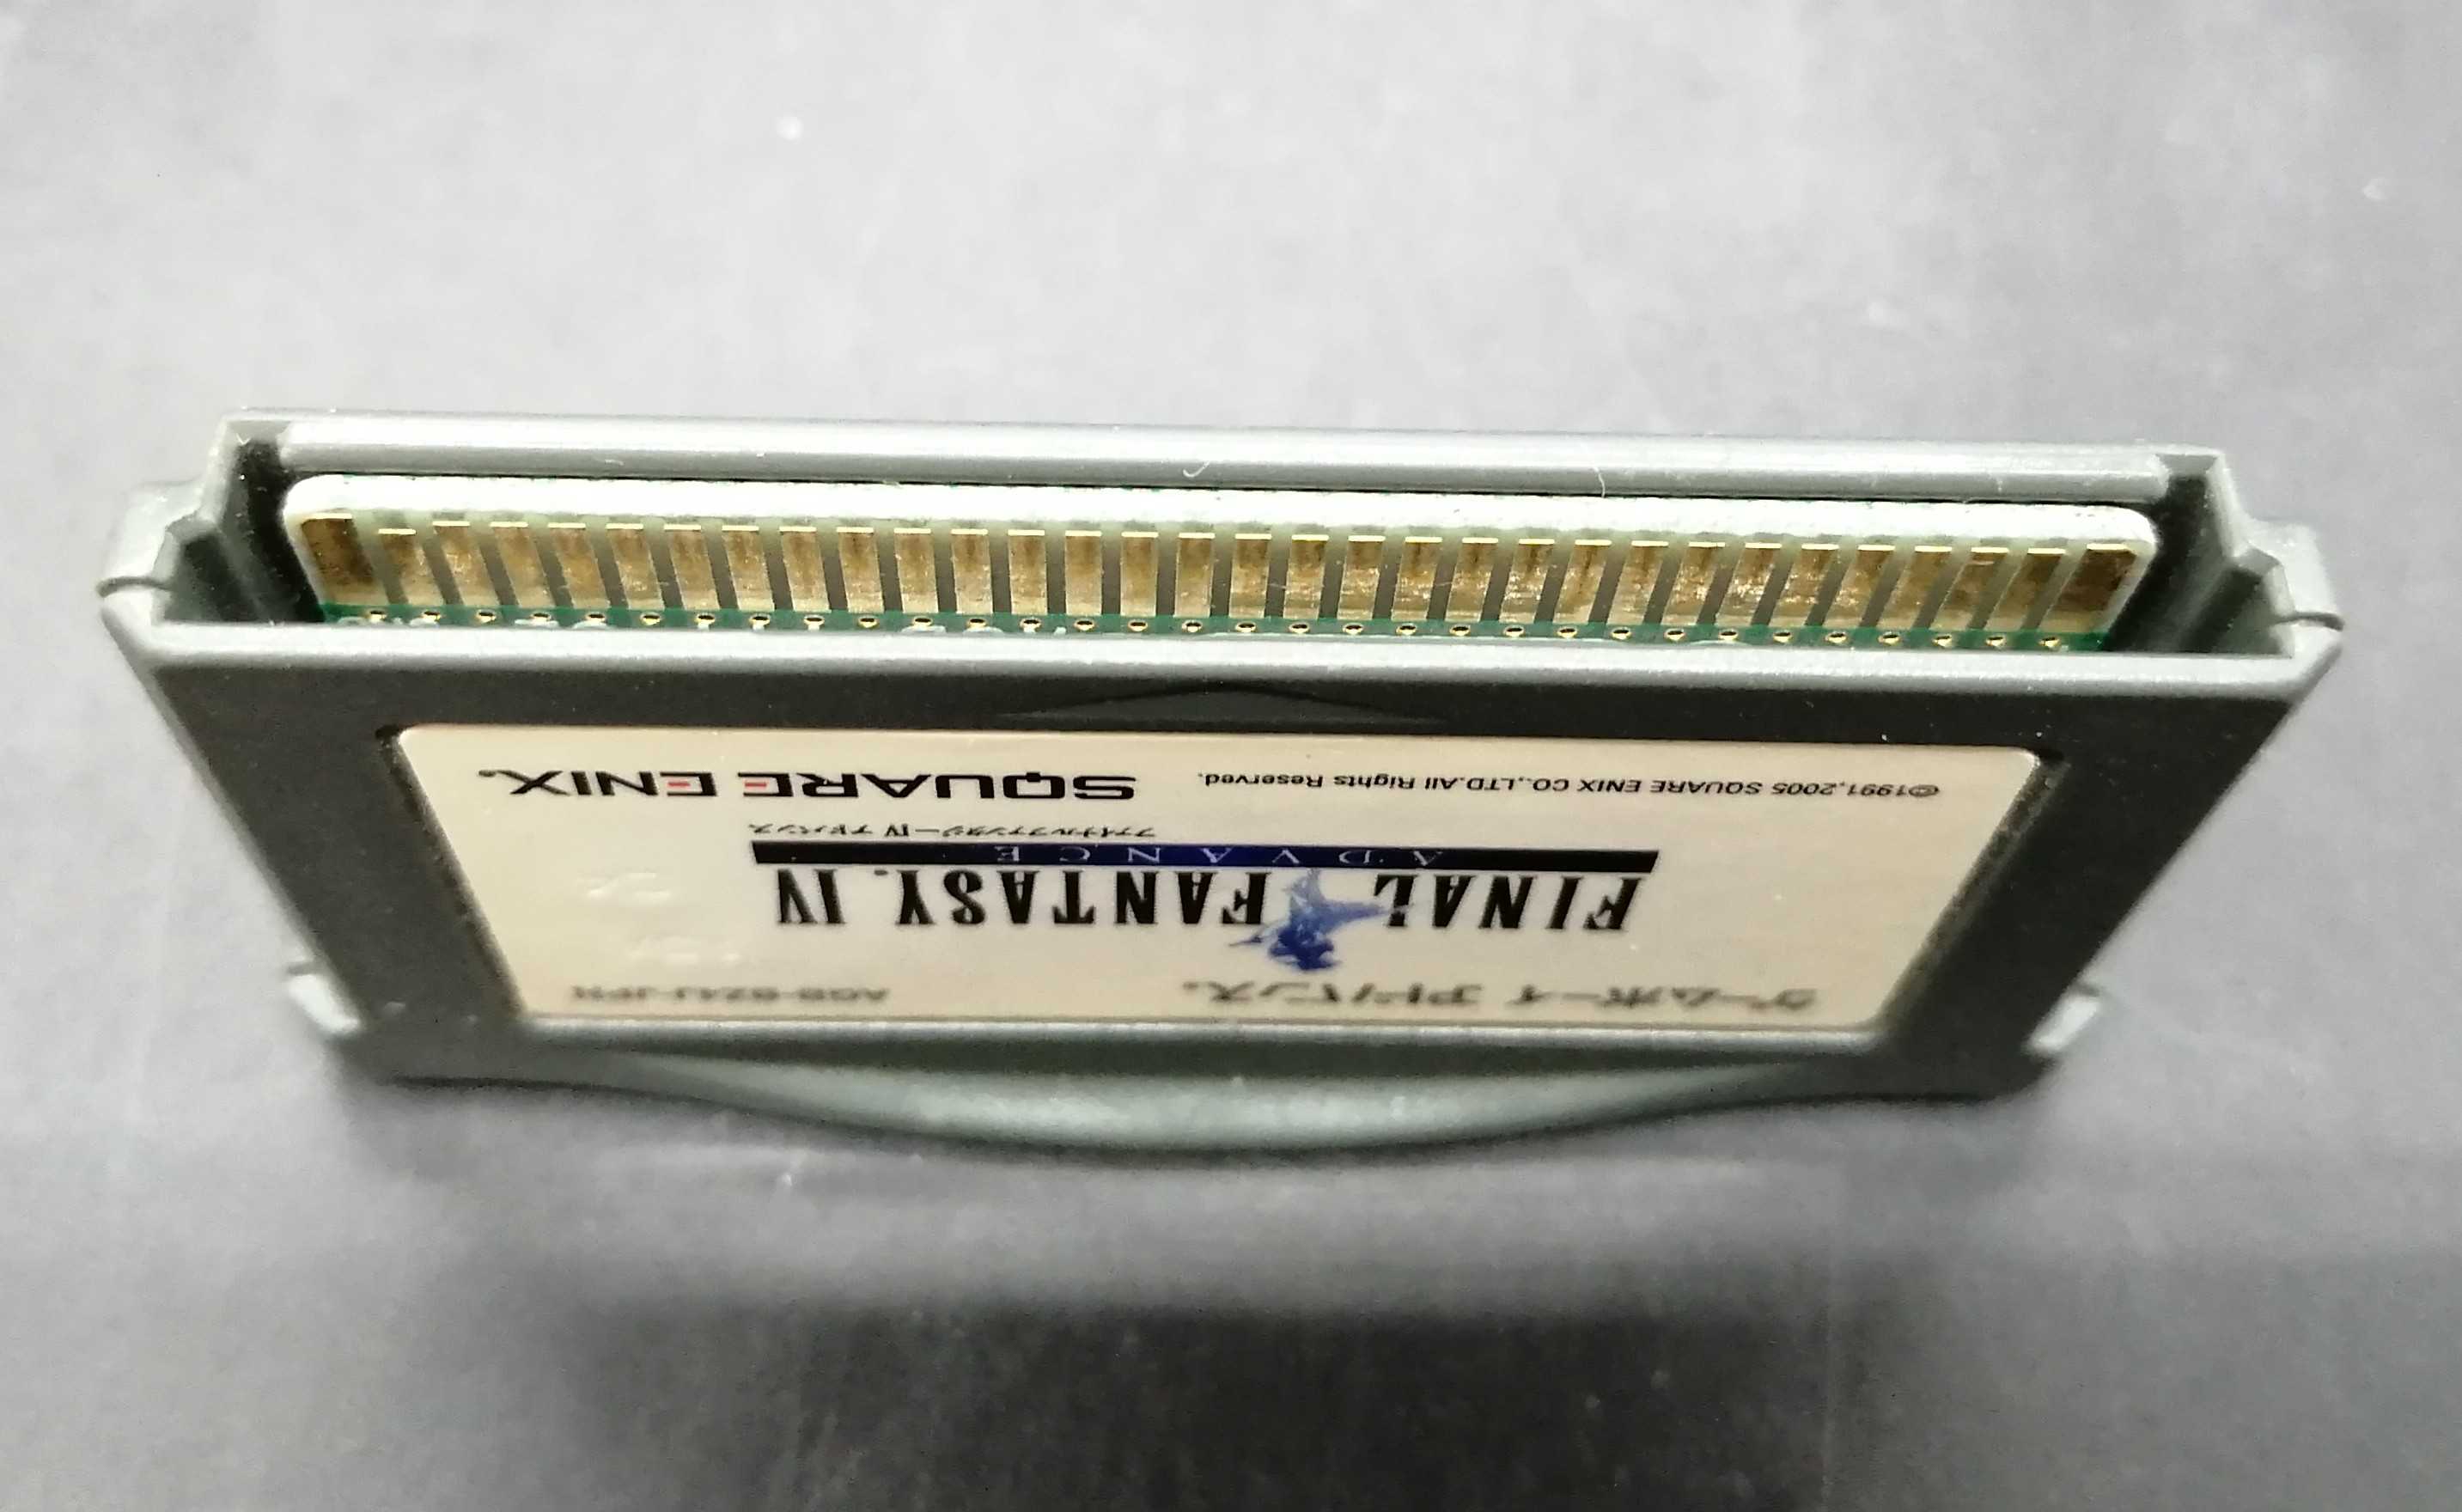 ゲームボーイ アドバンス. AGB-BZ4J-JPN
FINAL FANTASY. IV
ADVANCE
ファイナルファンタジーIV アドバンス
©1991,2005 SQUARE ENIX CO.,LTD.All Rights Reserved. SQUARE ENIX.